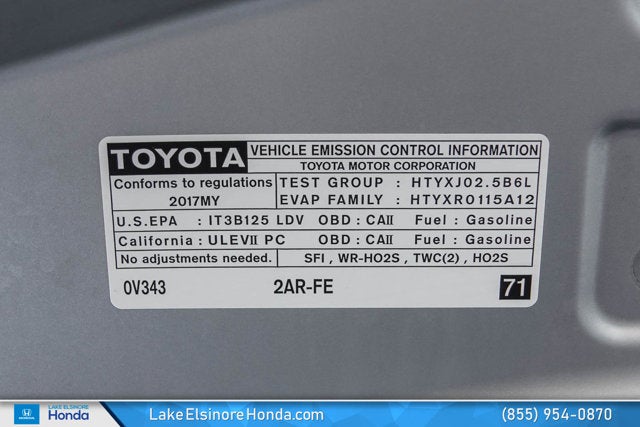 TOYOTA VEHICLE EMISSION CONTROL INFORMATION
TOYOTA MOTOR CORPORATION
Conforms to regulations
2017MY
TEST GROUP : HTYXJ02.5B6L
EVAP FAMILY : HTYXR0115A12
U.S.EPA : IT3B125 LDV OBD : CAII Fuel : Gasoline
California : ULEVII PC OBD : CAII Fuel : Gasoline
No adjustments needed. SFI , WR-HO2S , TWC(2) , HO2S
0V343 2AR-FE 71
LAKE ELSINORE
Honda
LakeElsinoreHonda.com
(855) 954-0870